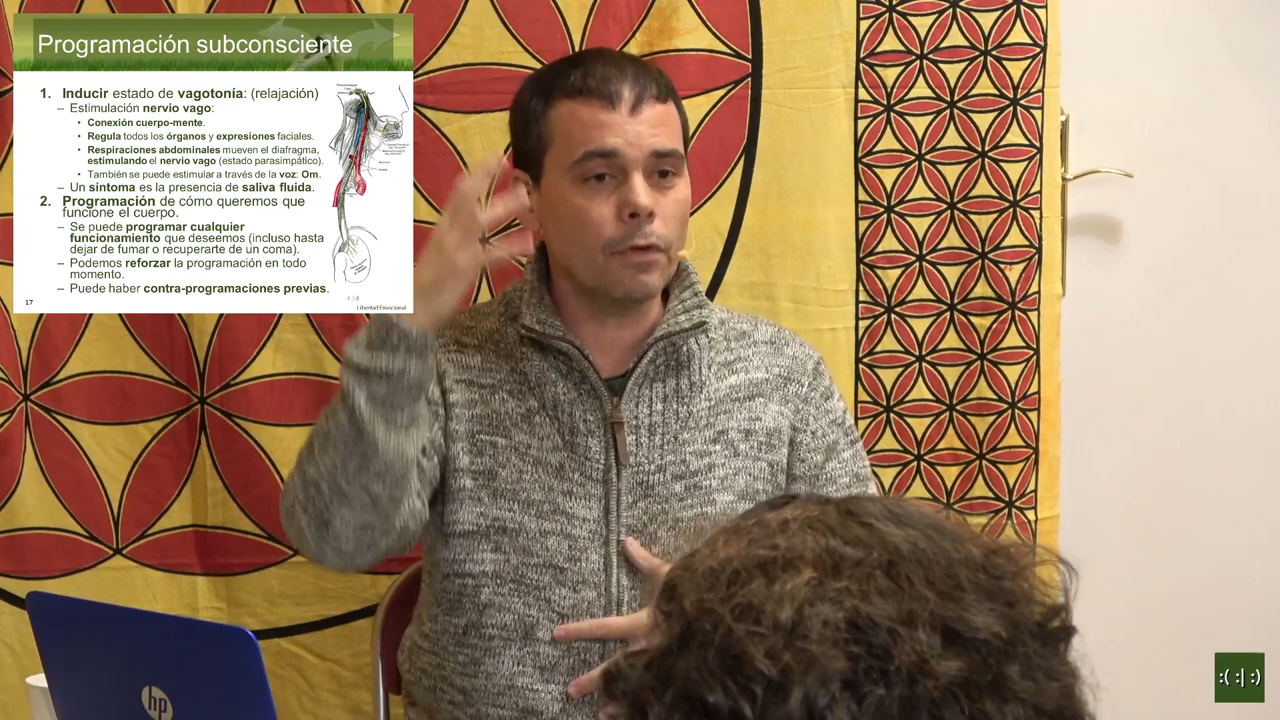 Programación subconsciente
1. Inducir estado de vagotonía: (relajación)
– Estimulación nervio vago:
• Conexión cuerpo-mente.
• Regula todos los órganos y expresiones faciales.
• Respiraciones abdominales mueven el diafragma,
estimulando el nervio vago (estado parasimpático).
• También se puede estimular a través de la voz: Om.
– Un síntoma es la presencia de saliva fluida.
2. Programación de cómo queremos que
funcione el cuerpo.
– Se puede programar cualquier
funcionamiento que deseemos (incluso hasta
dejar de fumar o recuperarte de un coma).
– Podemos reforzar la programación en todo
momento.
– Puede haber contra-programaciones previas.
17
Libertad Emocional
hp
:( :| :)